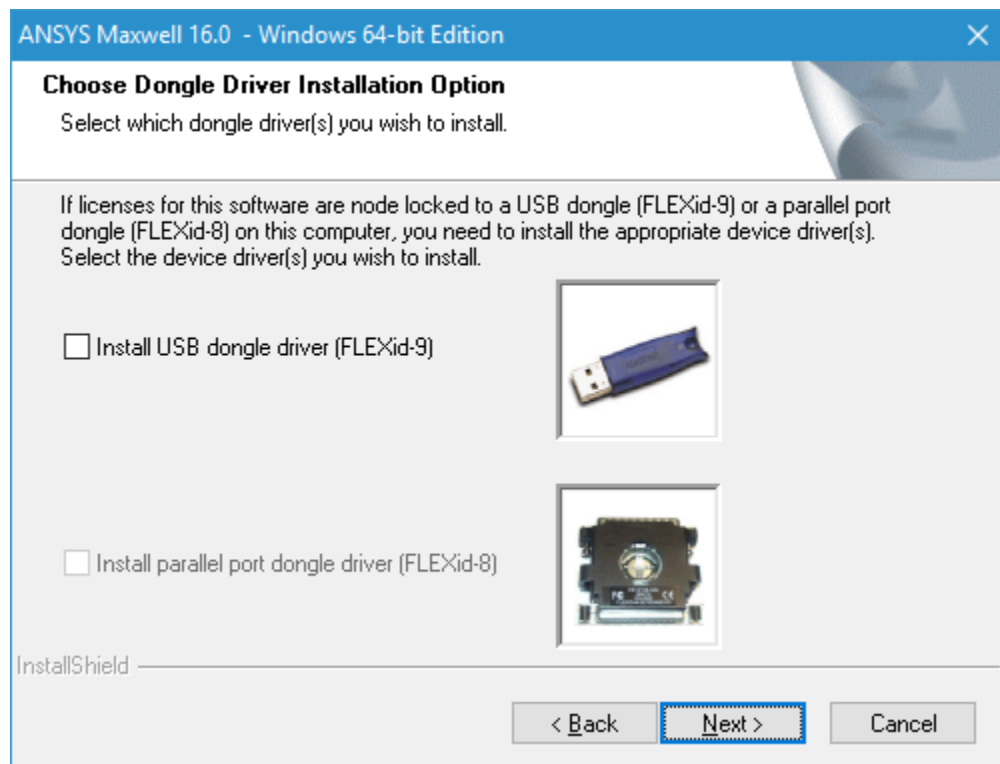 ANSYS Maxwell 16.0 - Windows 64-bit Edition
Choose Dongle Driver Installation Option
Select which dongle driver(s) you wish to install.
If licenses for this software are node locked to a USB dongle (FLEXid-9) or a parallel port
dongle (FLEXid-8) on this computer, you need to install the appropriate device driver(s).
Select the device driver(s) you wish to install.
Install USB dongle driver (FLEXid-9)
Install parallel port dongle driver (FLEXid-8)
InstallShield
< Back
Next >
Cancel